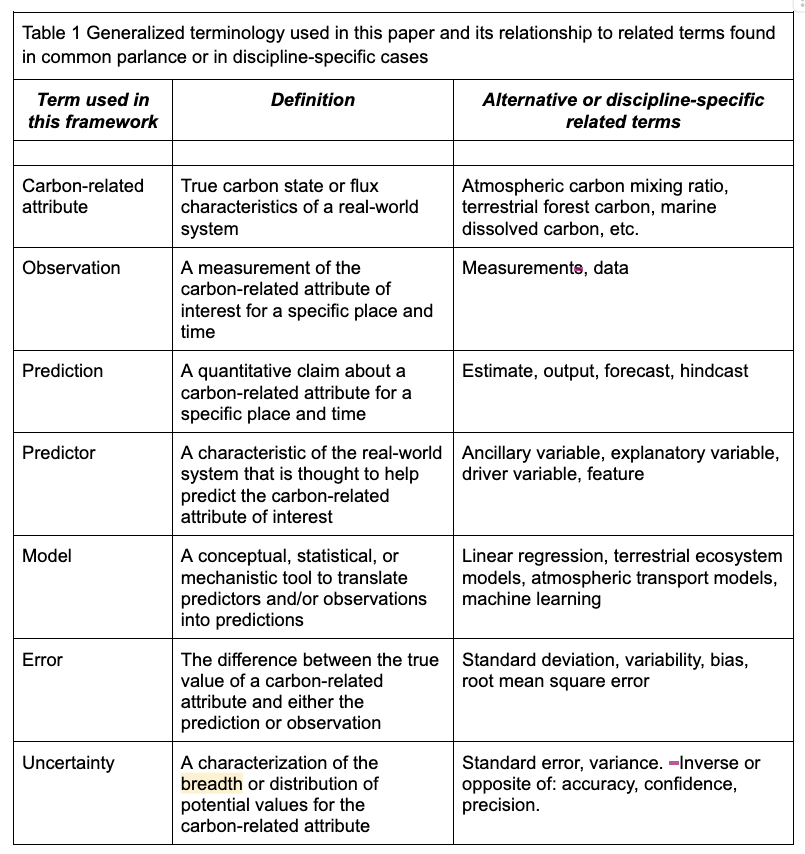 Table 1 Generalized terminology used in this paper and its relationship to related terms found
in common parlance or in discipline-specific cases
Term used in
this framework
Definition
Alternative or discipline-specific
related terms
Carbon-related
attribute
True carbon state or flux
characteristics of a real-world
system
Atmospheric carbon mixing ratio,
terrestrial forest carbon, marine
dissolved carbon, etc.
Observation
A measurement of the
carbon-related attribute of
interest for a specific place and
time
Measurements, data
Prediction
A quantitative claim about a
carbon-related attribute for a
specific place and time
Estimate, output, forecast, hindcast
Predictor
A characteristic of the real-world
system that is thought to help
predict the carbon-related
attribute of interest
Ancillary variable, explanatory variable,
driver variable, feature
Model
A conceptual, statistical, or
mechanistic tool to translate
predictors and/or observations
into predictions
Linear regression, terrestrial ecosystem
models, atmospheric transport models,
machine learning
Error
The difference between the true
value of a carbon-related
attribute and either the
prediction or observation
Standard deviation, variability, bias,
root mean square error
Uncertainty
A characterization of the
breadth or distribution of
potential values for the
carbon-related attribute
Standard error, variance. Inverse or
opposite of: accuracy, confidence,
precision.